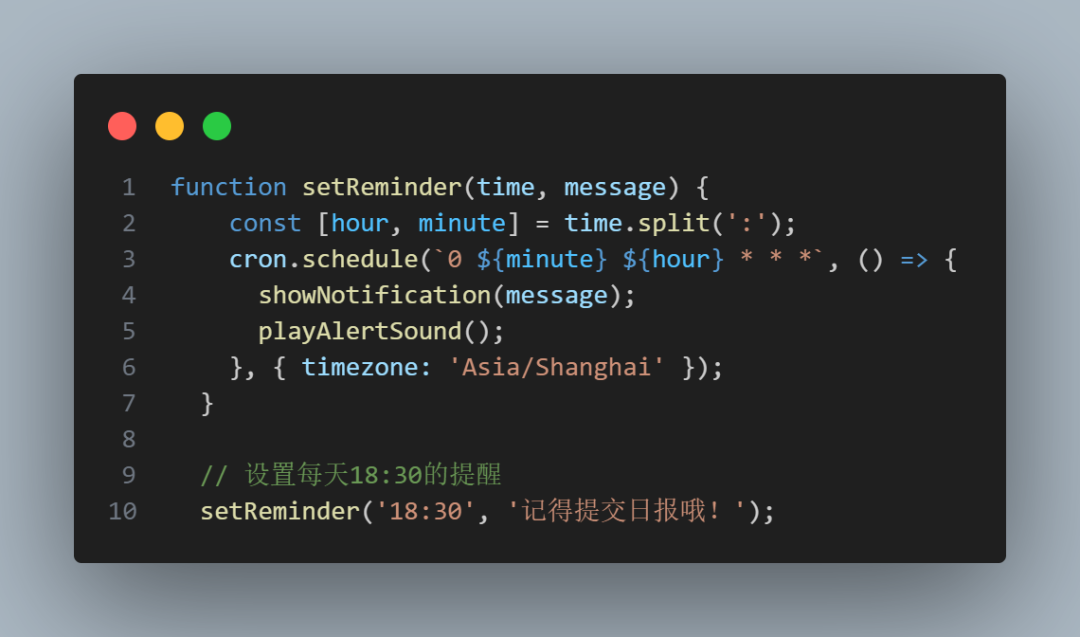 1 function setReminder(time, message) {
2 const [hour, minute] = time.split(':');
3 cron.schedule(`0 ${minute} ${hour} * * *`, () => {
4 showNotification(message);
5 playAlertSound();
6 }, { timezone: 'Asia/Shanghai' });
7 }
8
9 // 设置每天18:30的提醒
10 setReminder('18:30', '记得提交日报哦！');